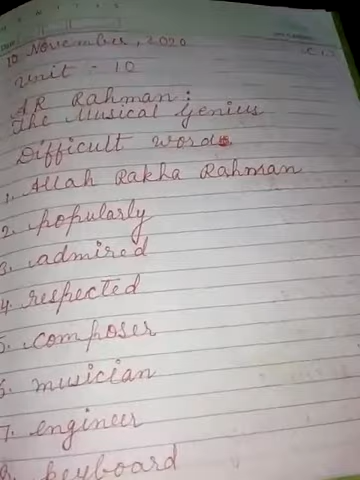 10 November, 2020
Unit - 10
AR Rahman:
The Musical Genius
Difficult words
1. Allah Rakha Rahman
2. popularly
3. admired
4. respected
5. composer
6. musician
7. engineer
8. keyboard